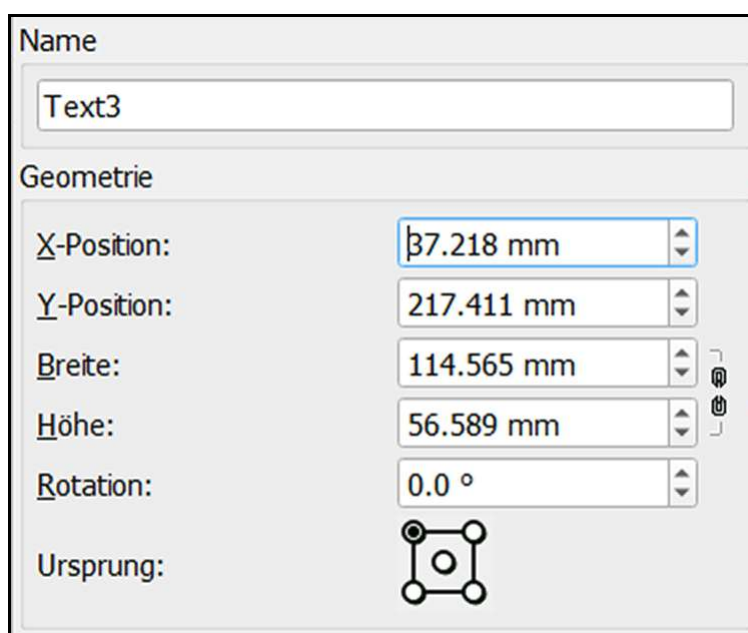 Name
Text3
Geometrie
X-Position: 37.218 mm
Y-Position: 217.411 mm
Breite: 114.565 mm
Höhe: 56.589 mm
Rotation: 0.0 °
Ursprung: